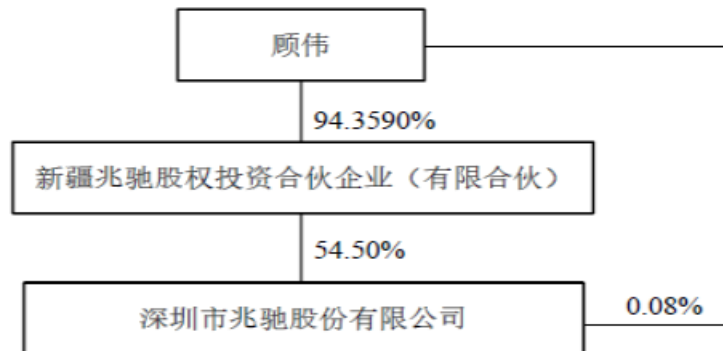 顾伟
94.3590%
新疆兆驰股权投资合伙企业（有限合伙）
54.50%
0.08%
深圳市兆驰股份有限公司